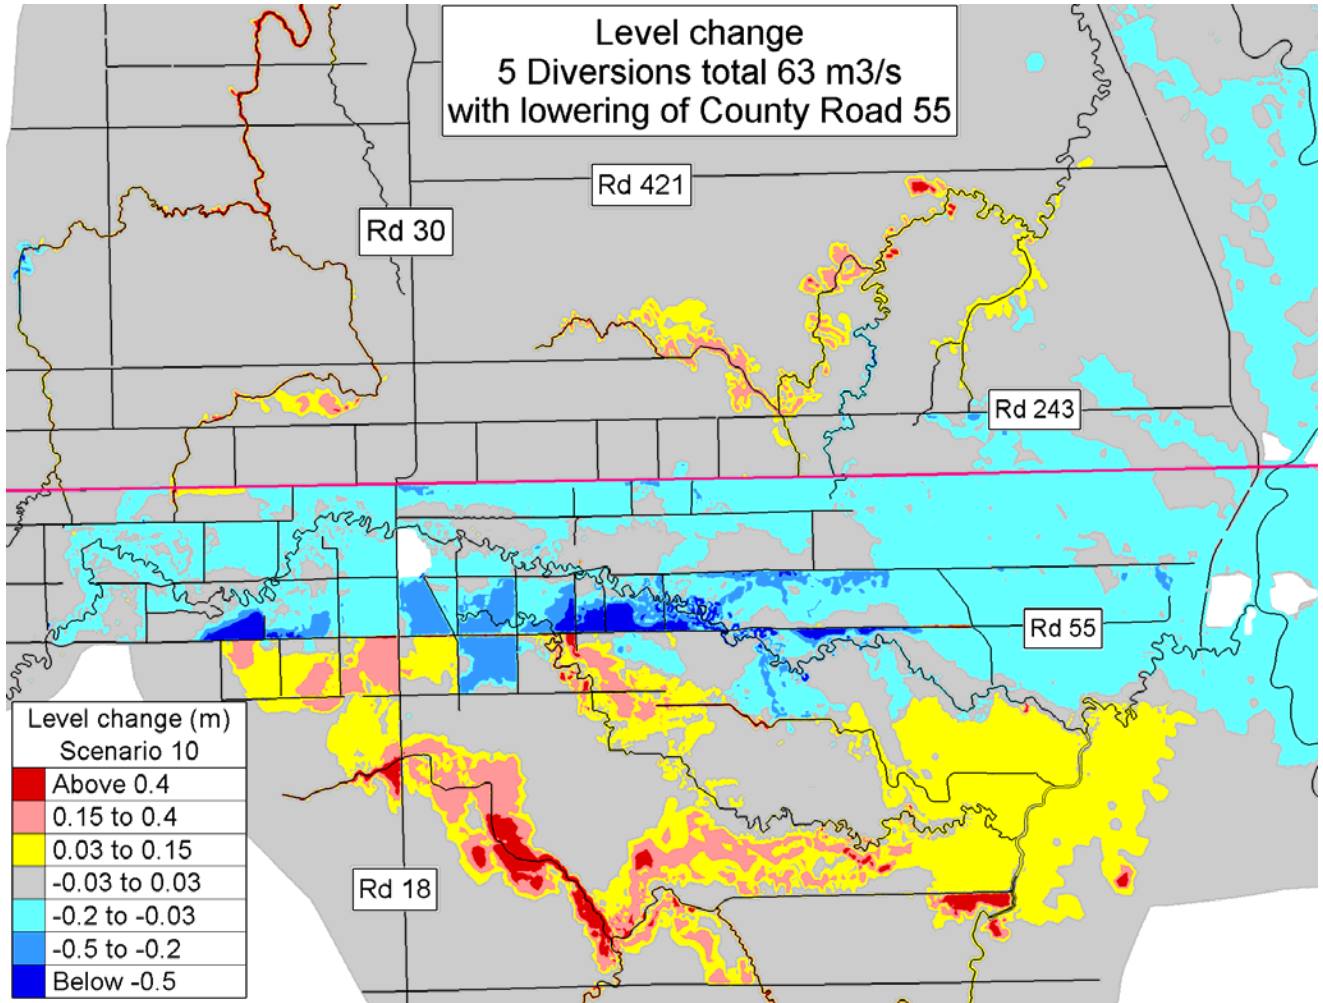 Level change
5 Diversions total 63 m3/s
with lowering of County Road 55
Rd 421
Rd 30
Rd 243
Rd 55
Rd 18
Level change (m)
Scenario 10
Above 0.4
0.15 to 0.4
0.03 to 0.15
-0.03 to 0.03
-0.2 to -0.03
-0.5 to -0.2
Below -0.5